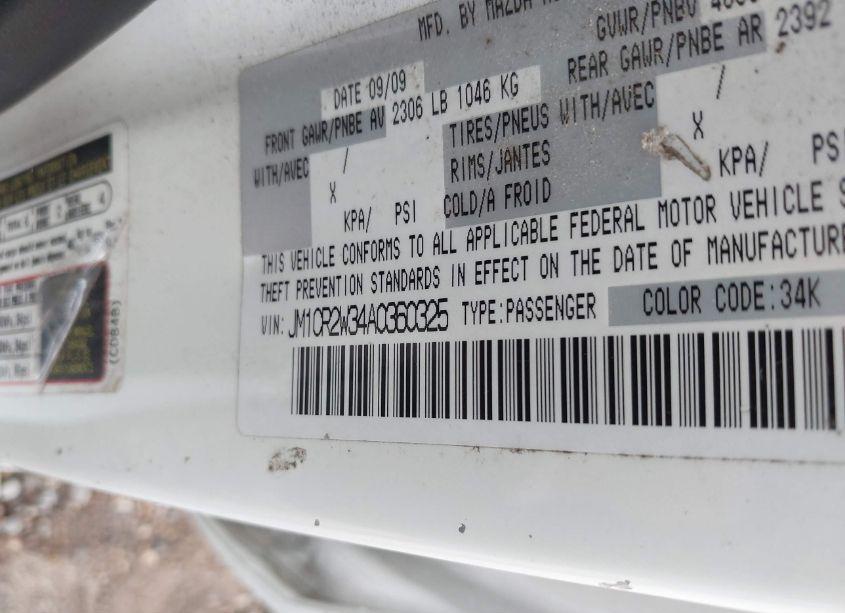 MFD. BY MAZDA
DATE 09/09
GVWR/PNBV
FRONT GAWR/PNBE AV 2306 LB 1046 KG
REAR GAWR/PNBE AR 2392
WITH/AVEC /
TIRES/PNEUS WITH/AVEC /
X
RIMS/JANTES X
KPA/ PSI COLD/A FROID KPA/ PSI
THIS VEHICLE CONFORMS TO ALL APPLICABLE FEDERAL MOTOR VEHICLE S
THEFT PREVENTION STANDARDS IN EFFECT ON THE DATE OF MANUFACTURE
VIN: JM1CR2W34A0360325 TYPE:PASSENGER COLOR CODE:34K